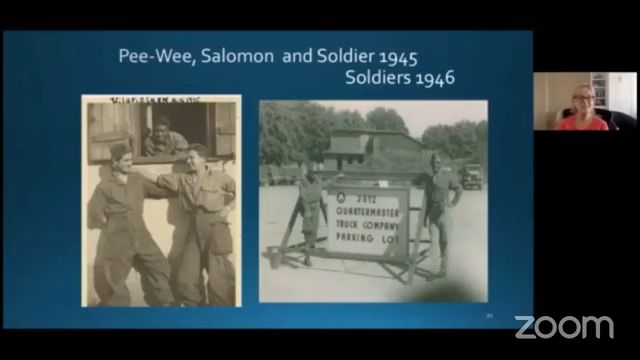 Pee-Wee, Salomon and Soldier 1945
Soldiers 1946
3512
QUARTERMASTER
TRUCK COMPANY
PARKING LOT
zoom